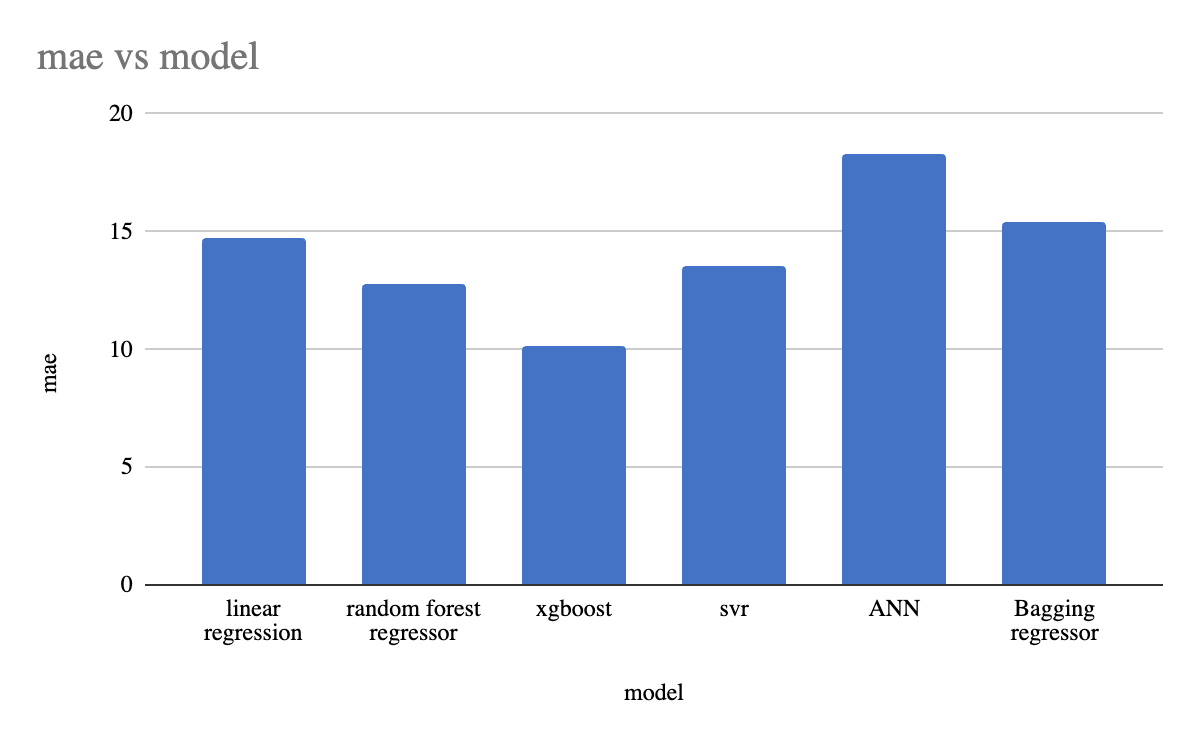 mae vs model
20
15
10
5
0
mae
linear
regression
random forest
regressor
xgboost
svr
ANN
Bagging
regressor
model